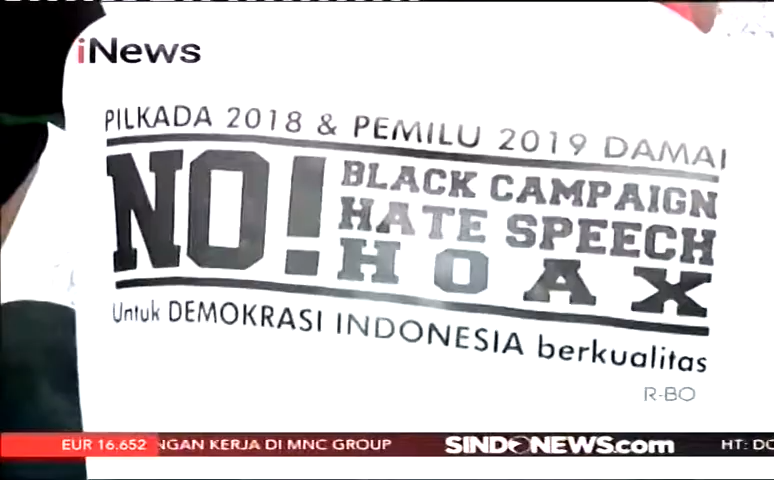 iNews
PILKADA 2018 & PEMILU 2019 DAMAI
NO! BLACK CAMPAIGN
HATE SPEECH
HOAX
Untuk DEMOKRASI INDONESIA berkualitas
R-BO
EUR 16.652 NGAN KERJA DI MNC GROUP SINDONEWS.com HT: DO